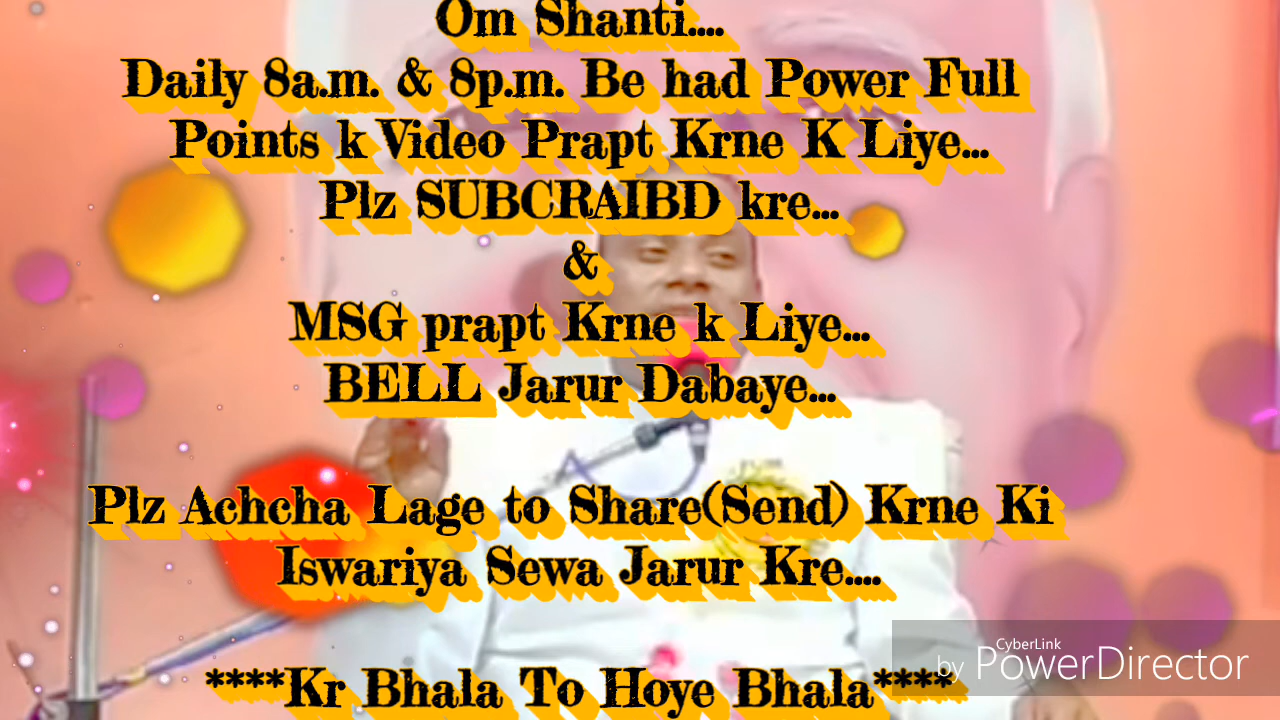 Om Shanti....
Daily 8a.m. & 8p.m. Be had Power Full
Points k Video Prapt Krne K Liye...
Plz SUBCRAIBD kre...
&
MSG prapt Krne k Liye...
BELL Jarur Dabaye...
Plz Achcha Lage to Share(Send) Krne Ki
Iswariya Sewa Jarur Kre....
****Kr Bhala To Hoye Bhala****
CyberLink
by PowerDirector